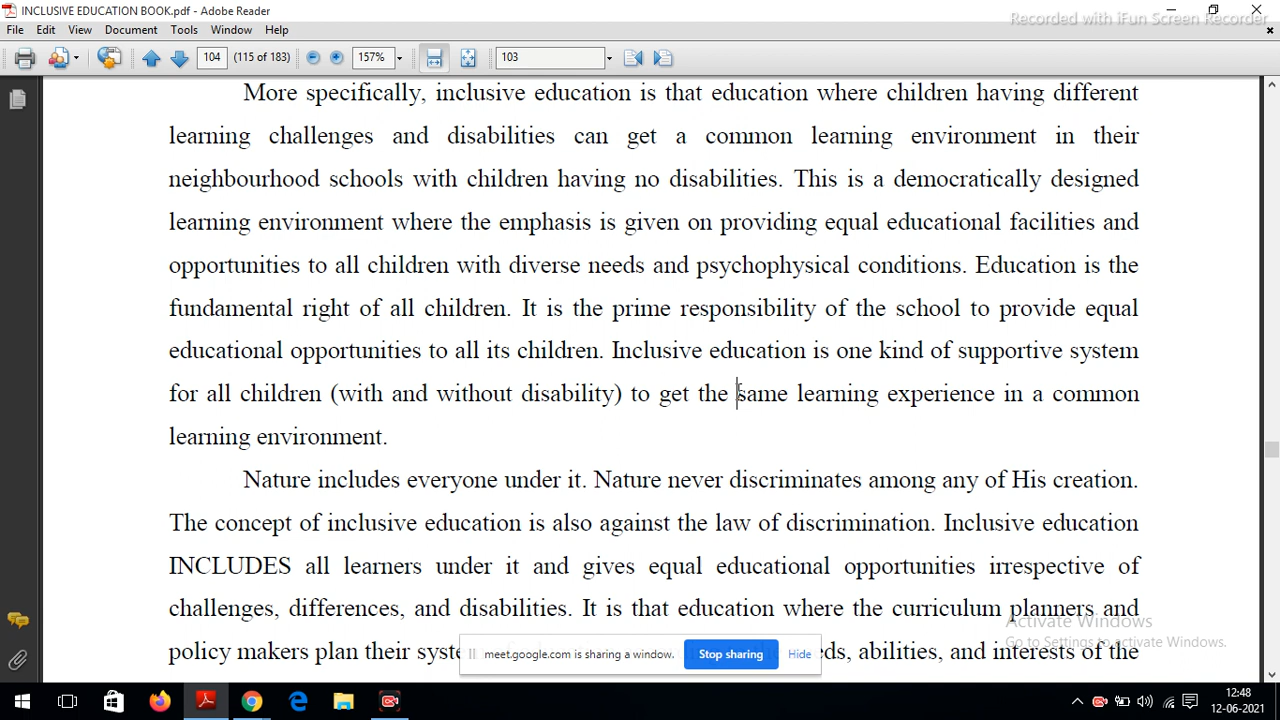 INCLUSIVE EDUCATION BOOK.pdf - Adobe Reader
Recorded with iFun Screen Recorder
File Edit View Document Tools Window Help
104 (115 of 183) 157% 103
More specifically, inclusive education is that education where children having different
learning challenges and disabilities can get a common learning environment in their
neighbourhood schools with children having no disabilities. This is a democratically designed
learning environment where the emphasis is given on providing equal educational facilities and
opportunities to all children with diverse needs and psychophysical conditions. Education is the
fundamental right of all children. It is the prime responsibility of the school to provide equal
educational opportunities to all its children. Inclusive education is one kind of supportive system
for all children (with and without disability) to get the same learning experience in a common
learning environment.
Nature includes everyone under it. Nature never discriminates among any of His creation.
The concept of inclusive education is also against the law of discrimination. Inclusive education
INCLUDES all learners under it and gives equal educational opportunities irrespective of
challenges, differences, and disabilities. It is that education where the curriculum planners and
Activate Windows
Go to Settings to activate Windows.
policy makers plan their abilities, and interests of the
meet.google.com is sharing a window. Stop sharing Hide
12:48
12-06-2021